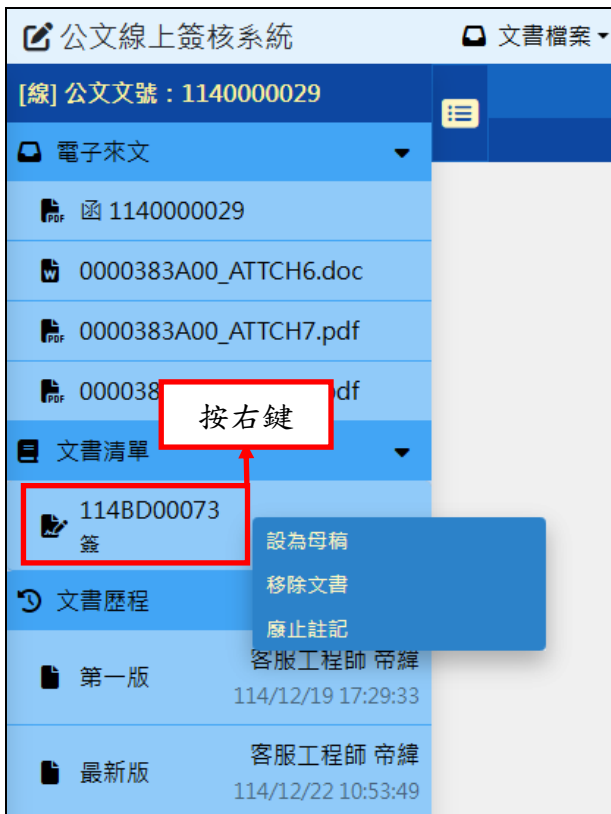 公文線上簽核系統
文書檔案
[線] 公文文號：1140000029
電子來文
函 1140000029
0000383A00_ATTCH6.doc
0000383A00_ATTCH7.pdf
000038
df
按右鍵
文書清單
114BD00073
簽
設為母稿
移除文書
廢止註記
文書歷程
第一版
客服工程師 帝緯
114/12/19 17:29:33
最新版
客服工程師 帝緯
114/12/22 10:53:49